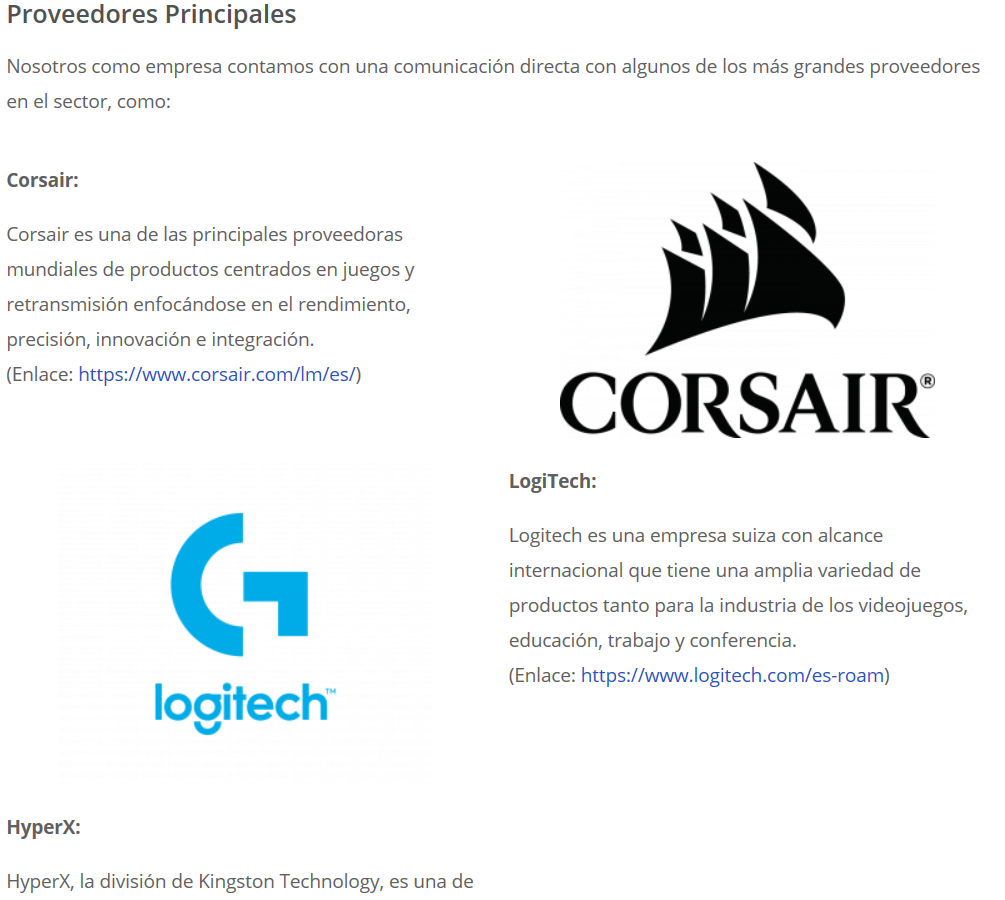 Proveedores Principales
Nosotros como empresa contamos con una comunicación directa con algunos de los más grandes proveedores
en el sector, como:
Corsair:
Corsair es una de las principales proveedoras
mundiales de productos centrados en juegos y
retransmisión enfocándose en el rendimiento,
precisión, innovación e integración.
(Enlace: https://www.corsair.com/lm/es/)
CORSAIR®
logitech™
LogiTech:
Logitech es una empresa suiza con alcance
internacional que tiene una amplia variedad de
productos tanto para la industria de los videojuegos,
educación, trabajo y conferencia.
(Enlace: https://www.logitech.com/es-roam)
HyperX:
HyperX, la división de Kingston Technology, es una de